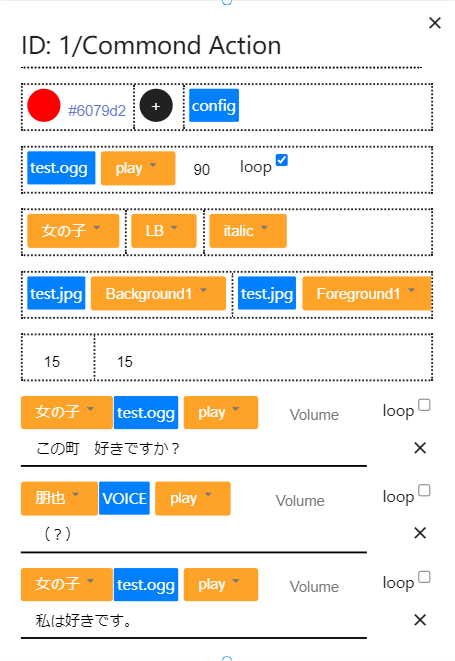 ID: 1/Commond Action
#6079d2 + config
test.ogg play 90 loop
女の子 LB italic
test.jpg Background1 test.jpg Foreground1
15 15
女の子 test.ogg play Volume loop
この町　好きですか？
朋也 VOICE play Volume loop
（？）
女の子 test.ogg play Volume loop
私は好きです。